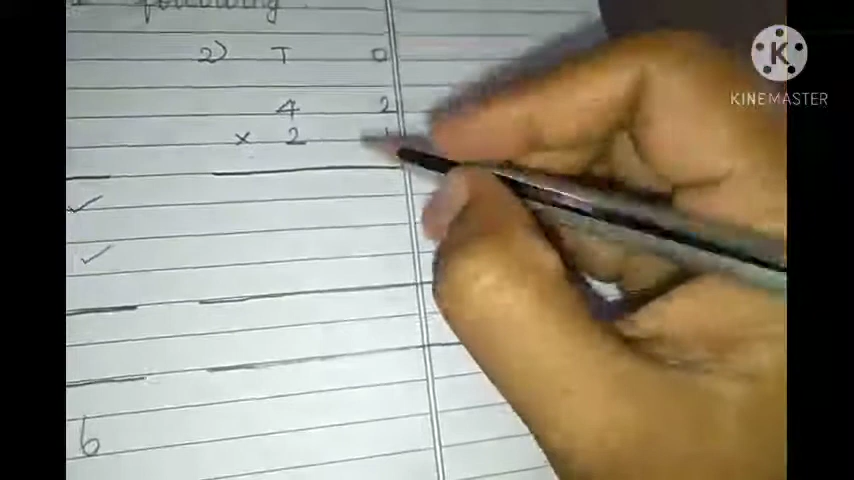 following
2) T O
4 2
× 2
6
KINEMASTER